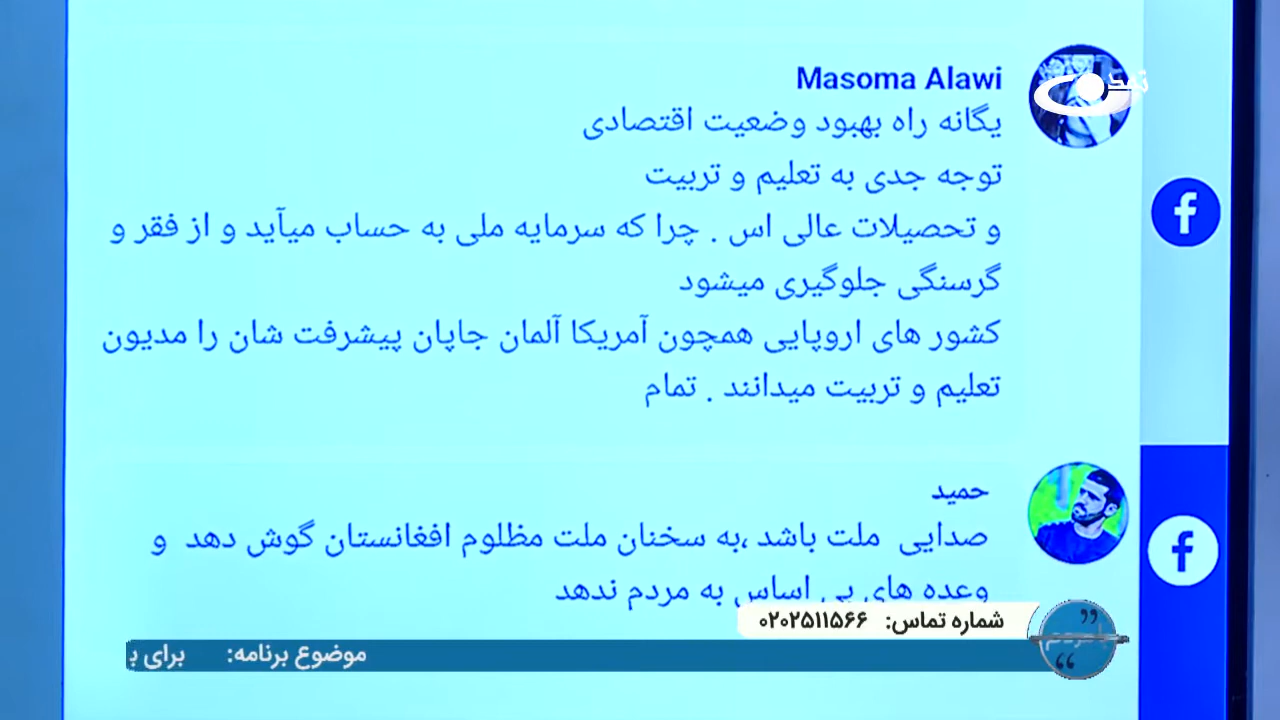 Masoma Alawi
یگانه راه بهبود وضعیت اقتصادی
توجه جدی به تعلیم و تربیت
و تحصیلات عالی اس . چرا که سرمایه ملی به حساب میآید و از فقر و
گرسنگی جلوگیری میشود
کشور های اروپایی همچون آمریکا آلمان جاپان پیشرفت شان را مدیون
تعلیم و تربیت میدانند . تمام
حمید
صدایی ملت باشد ،به سخنان ملت مظلوم افغانستان گوش دهد و
وعده های بی اساس به مردم ندهد
شماره تماس: ۰۲۰۲۵۱۱۵۶۶
موضوع برنامه: برای